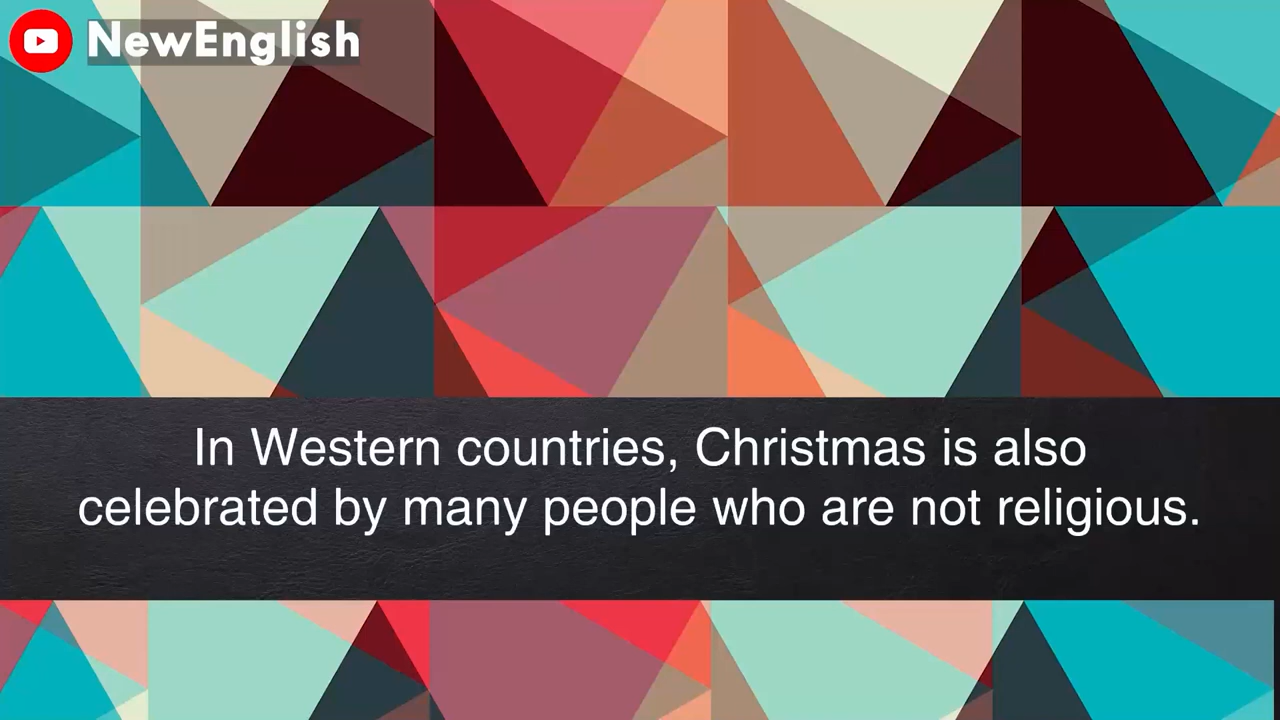 NewEnglish
In Western countries, Christmas is also
celebrated by many people who are not religious.